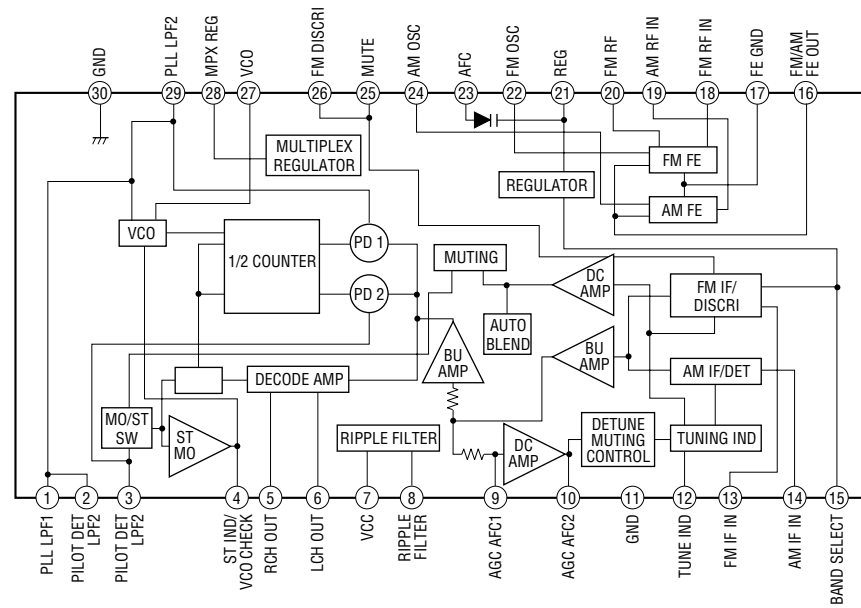 GND
PLL LPF2
MPX REG
VCO
FM DISCRI
MUTE
AM OSC
AFC
FM OSC
REG
FM RF
AM RF IN
FM RF IN
FE GND
FM/AM
FE OUT
30
29
28
27
26
25
24
23
22
21
20
19
18
17
16
MULTIPLEX
REGULATOR
REGULATOR
FM FE
AM FE
VCO
1/2 COUNTER
PD 1
PD 2
MUTING
DC
AMP
FM IF/
DISCRI
AUTO
BLEND
BU
AMP
BU
AMP
AM IF/DET
DECODE AMP
MO/ST
SW
ST
MO
RIPPLE FILTER
DC
AMP
DETUNE
MUTING
CONTROL
TUNING IND
1
2
3
4
5
6
7
8
9
10
11
12
13
14
15
PLL LPF1
PILOT DET
LPF2
PILOT DET
LPF2
ST IND/
VCO CHECK
RCH OUT
LCH OUT
VCC
RIPPLE
FILTER
AGC AFC1
AGC AFC2
GND
TUNE IND
FM IF IN
AM IF IN
BAND SELECT